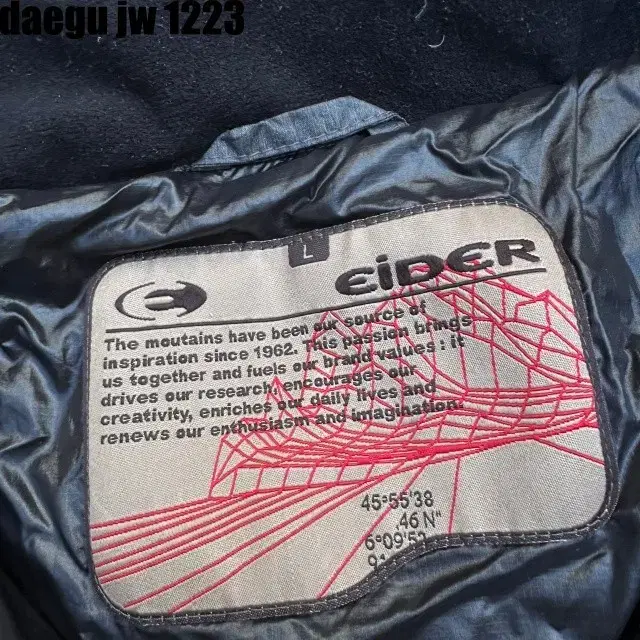 daegu jw 1223
L
EiDER
The moutains have been our source of
inspiration since 1962. This passion brings
us together and fuels our brand values : it
drives our research encourages our
creativity, enriches our daily lives and
renews our enthusiasm and imagination.
45°55'38
.46 N"
6°09'52